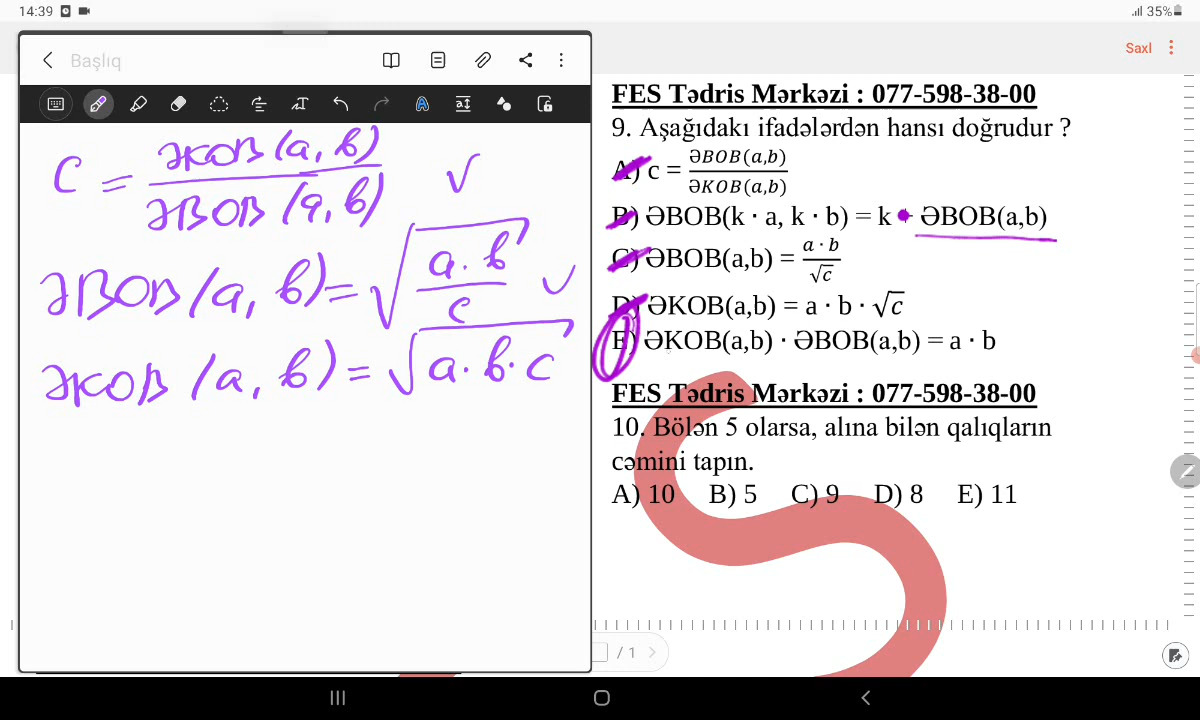 14:39
35%
Başlıq
Saxl
c = ƏKOB(a, b) / ƏBOB(a, b) ✓
ƏBOB(a, b) = √(a · b / c) ✓
ƏKOB(a, b) = √(a · b · c)
FES Tədris Mərkəzi : 077-598-38-00
9. Aşağıdakı ifadələrdən hansı doğrudur ?
A) c = ƏBOB(a,b) / ƏKOB(a,b)
B) ƏBOB(k · a, k · b) = k · ƏBOB(a,b)
C) ƏBOB(a,b) = a · b / √c
D) ƏKOB(a,b) = a · b · √c
E) ƏKOB(a,b) · ƏBOB(a,b) = a · b
FES Tədris Mərkəzi : 077-598-38-00
10. Bölən 5 olarsa, alına bilən qalıqların
cəmini tapın.
A) 10 B) 5 C) 9 D) 8 E) 11
/ 1